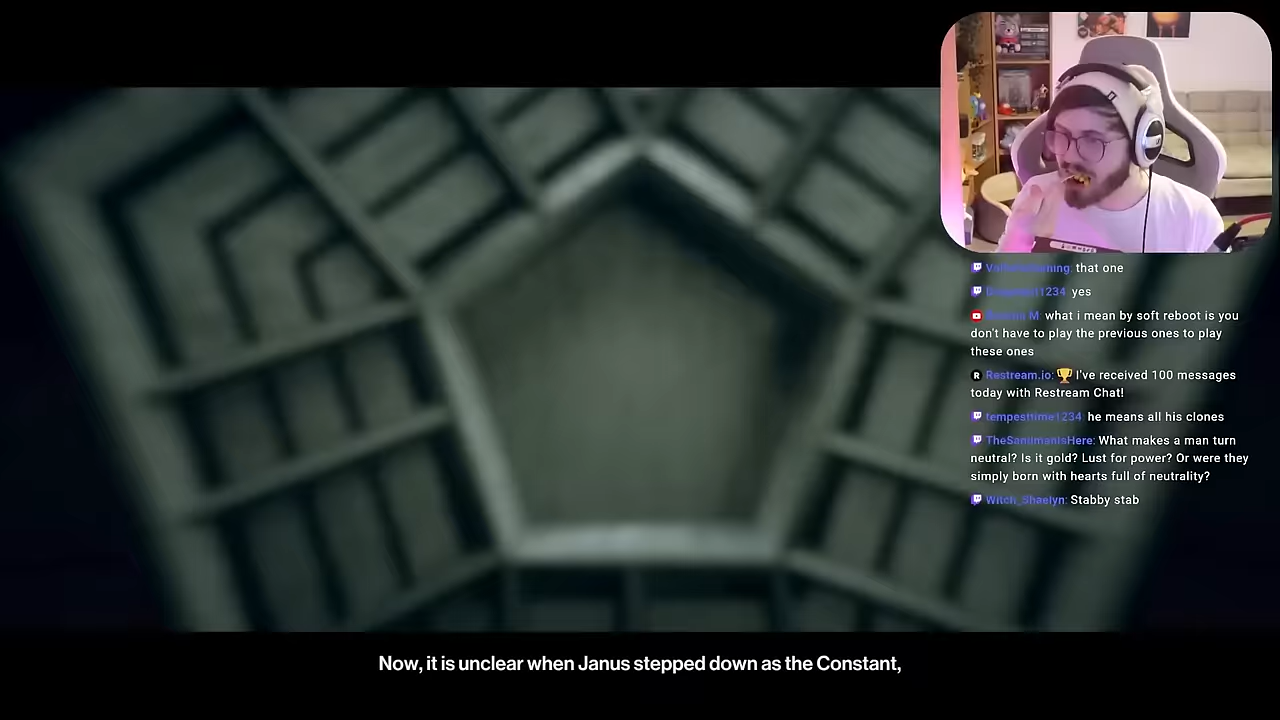 that one
yes
what i mean by soft reboot is you
don't have to play the previous ones to play
these ones
Restream.io: I've received 100 messages
today with Restream Chat!
tempesttime1234 he means all his clones
TheSandmanIsHere: What makes a man turn
neutral? Is it gold? Lust for power? Or were they
simply born with hearts full of neutrality?
Witch_Shaelyn: Stabby stab
Now, it is unclear when Janus stepped down as the Constant,